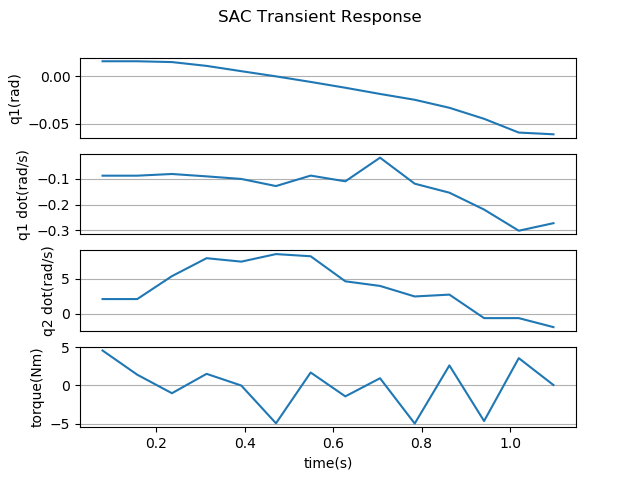 SAC Transient Response
q1(rad)
0.00
−0.05
q1 dot(rad/s)
−0.1
−0.2
−0.3
q2 dot(rad/s)
5
0
torque(Nm)
5
0
−5
0.2 0.4 0.6 0.8 1.0
time(s)